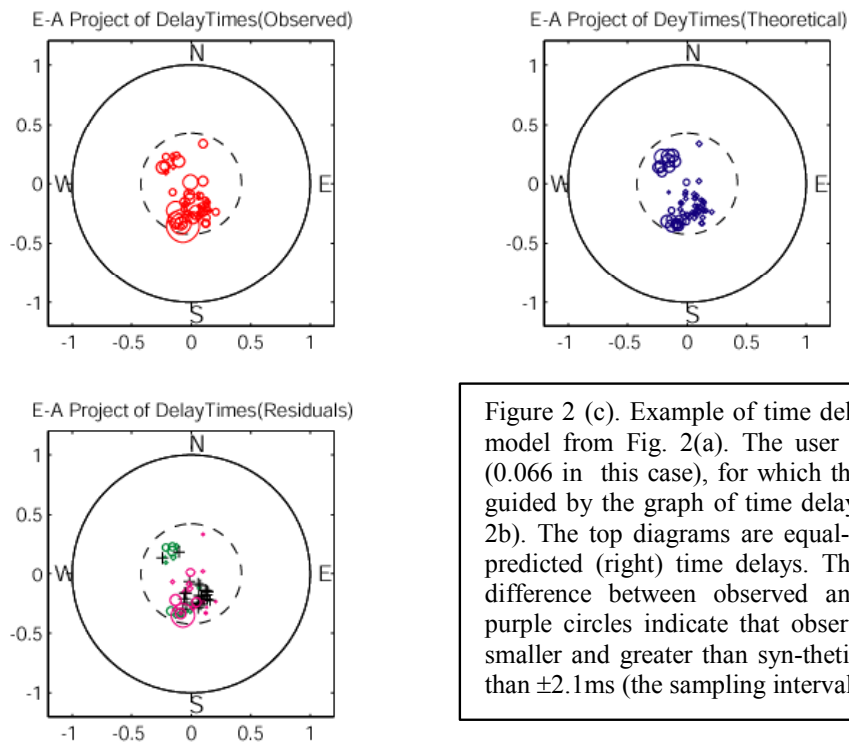 E-A Project of DelayTimes(Observed)
N
1
0.5
0
W
E
-0.5
-1
S
-1 -0.5 0 0.5 1
E-A Project of DeyTimes(Theoretical)
N
1
0.5
0
W
E
-0.5
-1
S
-1 -0.5 0 0.5 1
E-A Project of DelayTimes(Residuals)
N
1
0.5
0
W
E
-0.5
-1
S
-1 -0.5 0 0.5 1
Figure 2 (c). Example of time del
model from Fig. 2(a). The user
(0.066 in this case), for which th
guided by the graph of time delay
2b). The top diagrams are equal-
predicted (right) time delays. Th
difference between observed an
purple circles indicate that obser
smaller and greater than syn-theti
than ±2.1ms (the sampling interval